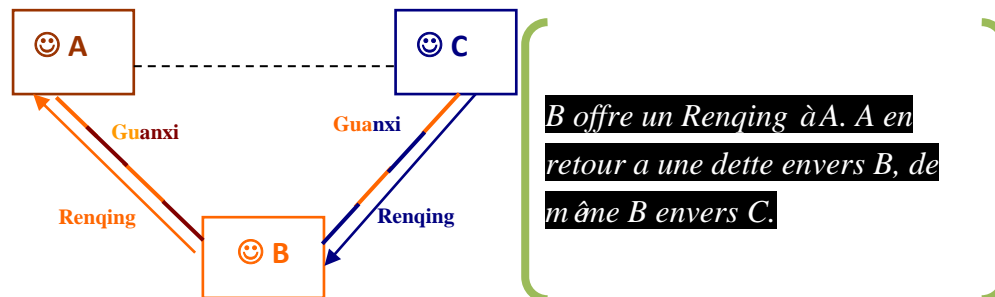 ☺ A
☺ C
Guanxi
Guanxi
Renqing
Renqing
☺ B
B offre un Renqing à A. A en
retour a une dette envers B, de
même B envers C.